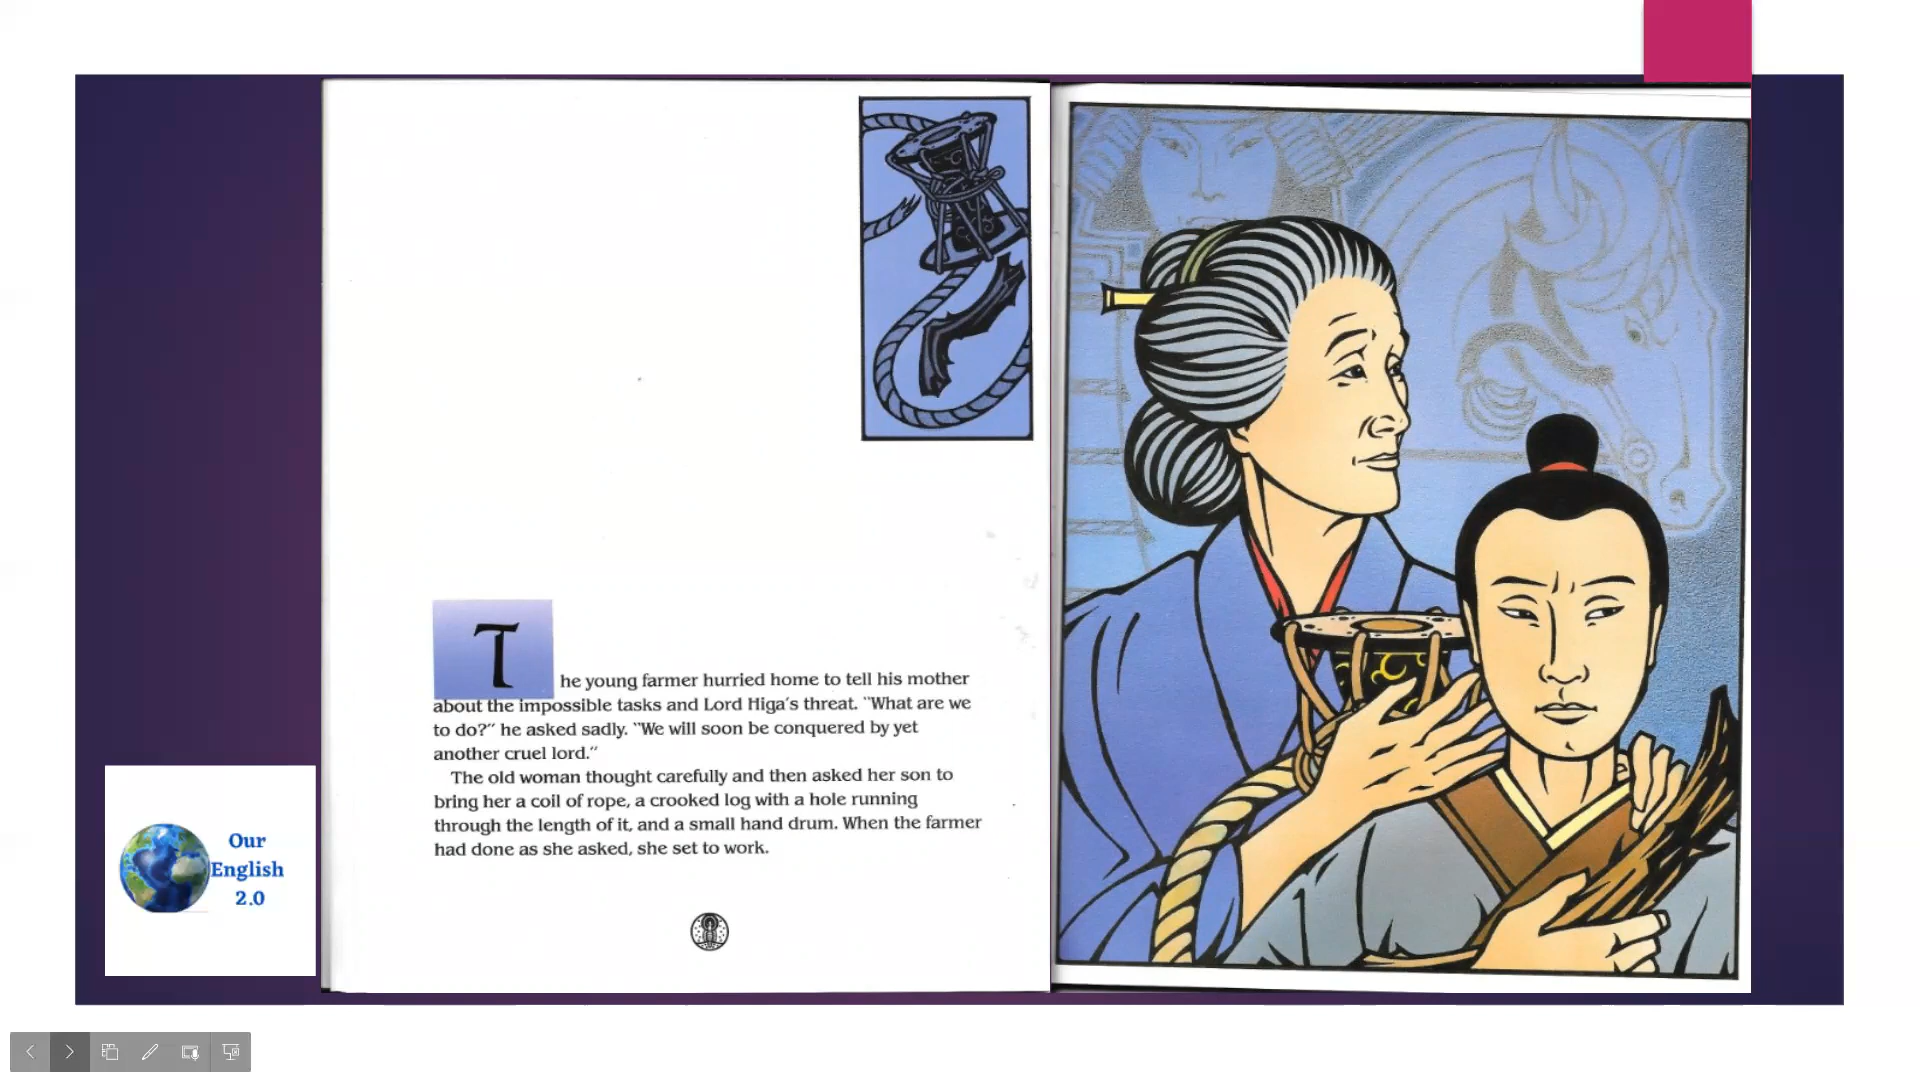 The young farmer hurried home to tell his mother
about the impossible tasks and Lord Higa's threat. "What are we
to do?" he asked sadly. "We will soon be conquered by yet
another cruel lord."
The old woman thought carefully and then asked her son to
bring her a coil of rope, a crooked log with a hole running
through the length of it, and a small hand drum. When the farmer
had done as she asked, she set to work.
Our
English
2.0